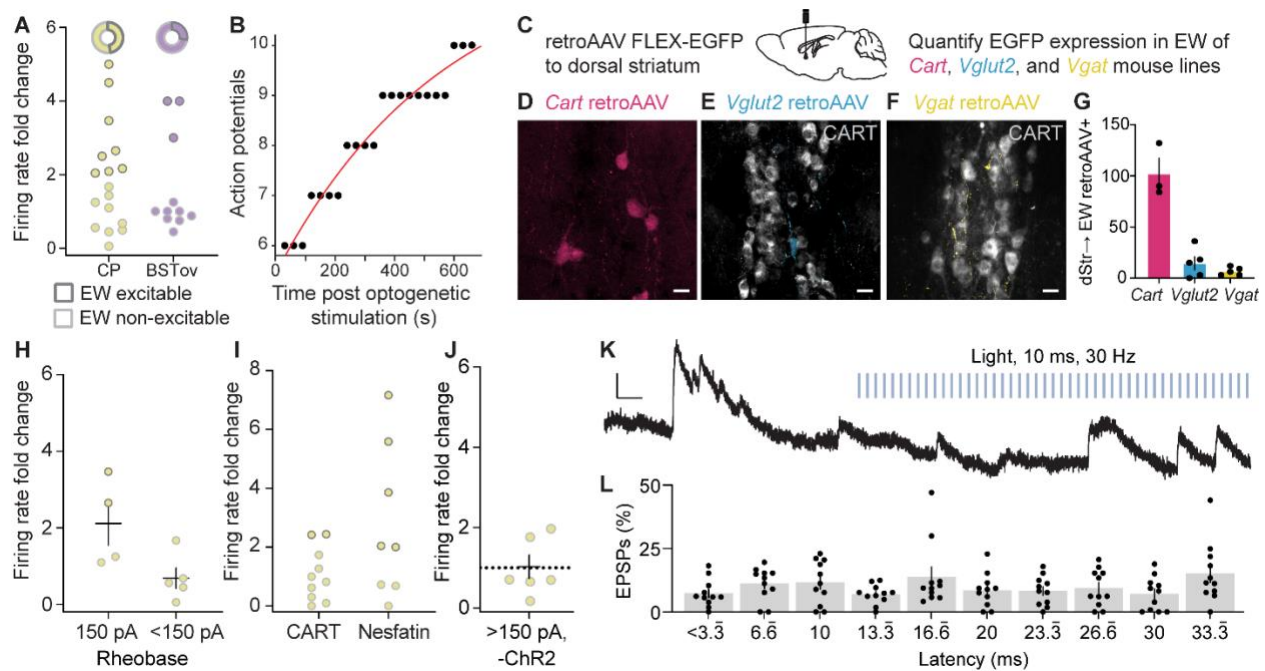 A
Firing rate fold change
6
4
2
0
CP
BSTov
EW excitable
EW non-excitable
B
Action potentials
10
9
8
7
6
0
200
400
600
Time post optogenetic
stimulation (s)
C
retroAAV FLEX-EGFP
to dorsal striatum
Quantify EGFP expression in EW of
Cart, Vglut2, and Vgat mouse lines
D
Cart retroAAV
E
Vglut2 retroAAV
CART
F
Vgat retroAAV
CART
G
dStr→ EW retroAAV+
150
100
50
0
Cart
Vglut2
Vgat
H
Firing rate fold change
6
4
2
0
150 pA
<150 pA
Rheobase
I
Firing rate fold change
8
6
4
2
0
CART
Nesfatin
J
Firing rate fold change
6
4
2
0
>150 pA,
-ChR2
K
Light, 10 ms, 30 Hz
L
EPSPs (%)
50
25
0
<3.3
6.6
10
13.3
16.6
20
23.3
26.6
30
33.3
Latency (ms)